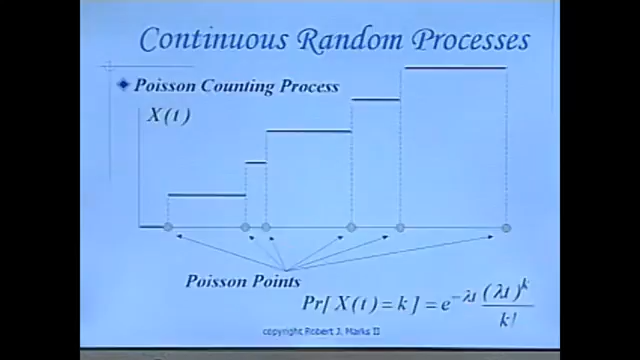 Continuous Random Processes
Poisson Counting Process
X(t)
Poisson Points
Pr[ X(t) = k ] = e^{-λt} (λt)^k / k!
copyright Robert J. Marks II